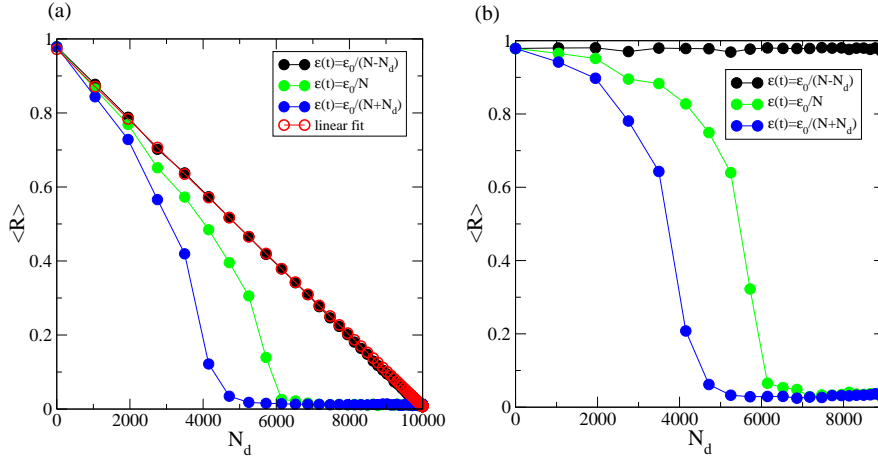 (a)
1
0.8
0.6
0.4
0.2
0
<R>
0 2000 4000 6000 8000 10000
N_d
ε(t)=ε_0/(N-N_d)
ε(t)=ε_0/N
ε(t)=ε_0/(N+N_d)
linear fit
(b)
1
0.8
0.6
0.4
0.2
0
<R>
0 2000 4000 6000 8000
N_d
ε(t)=ε_0/(N-N_d)
ε(t)=ε_0/N
ε(t)=ε_0/(N+N_d)